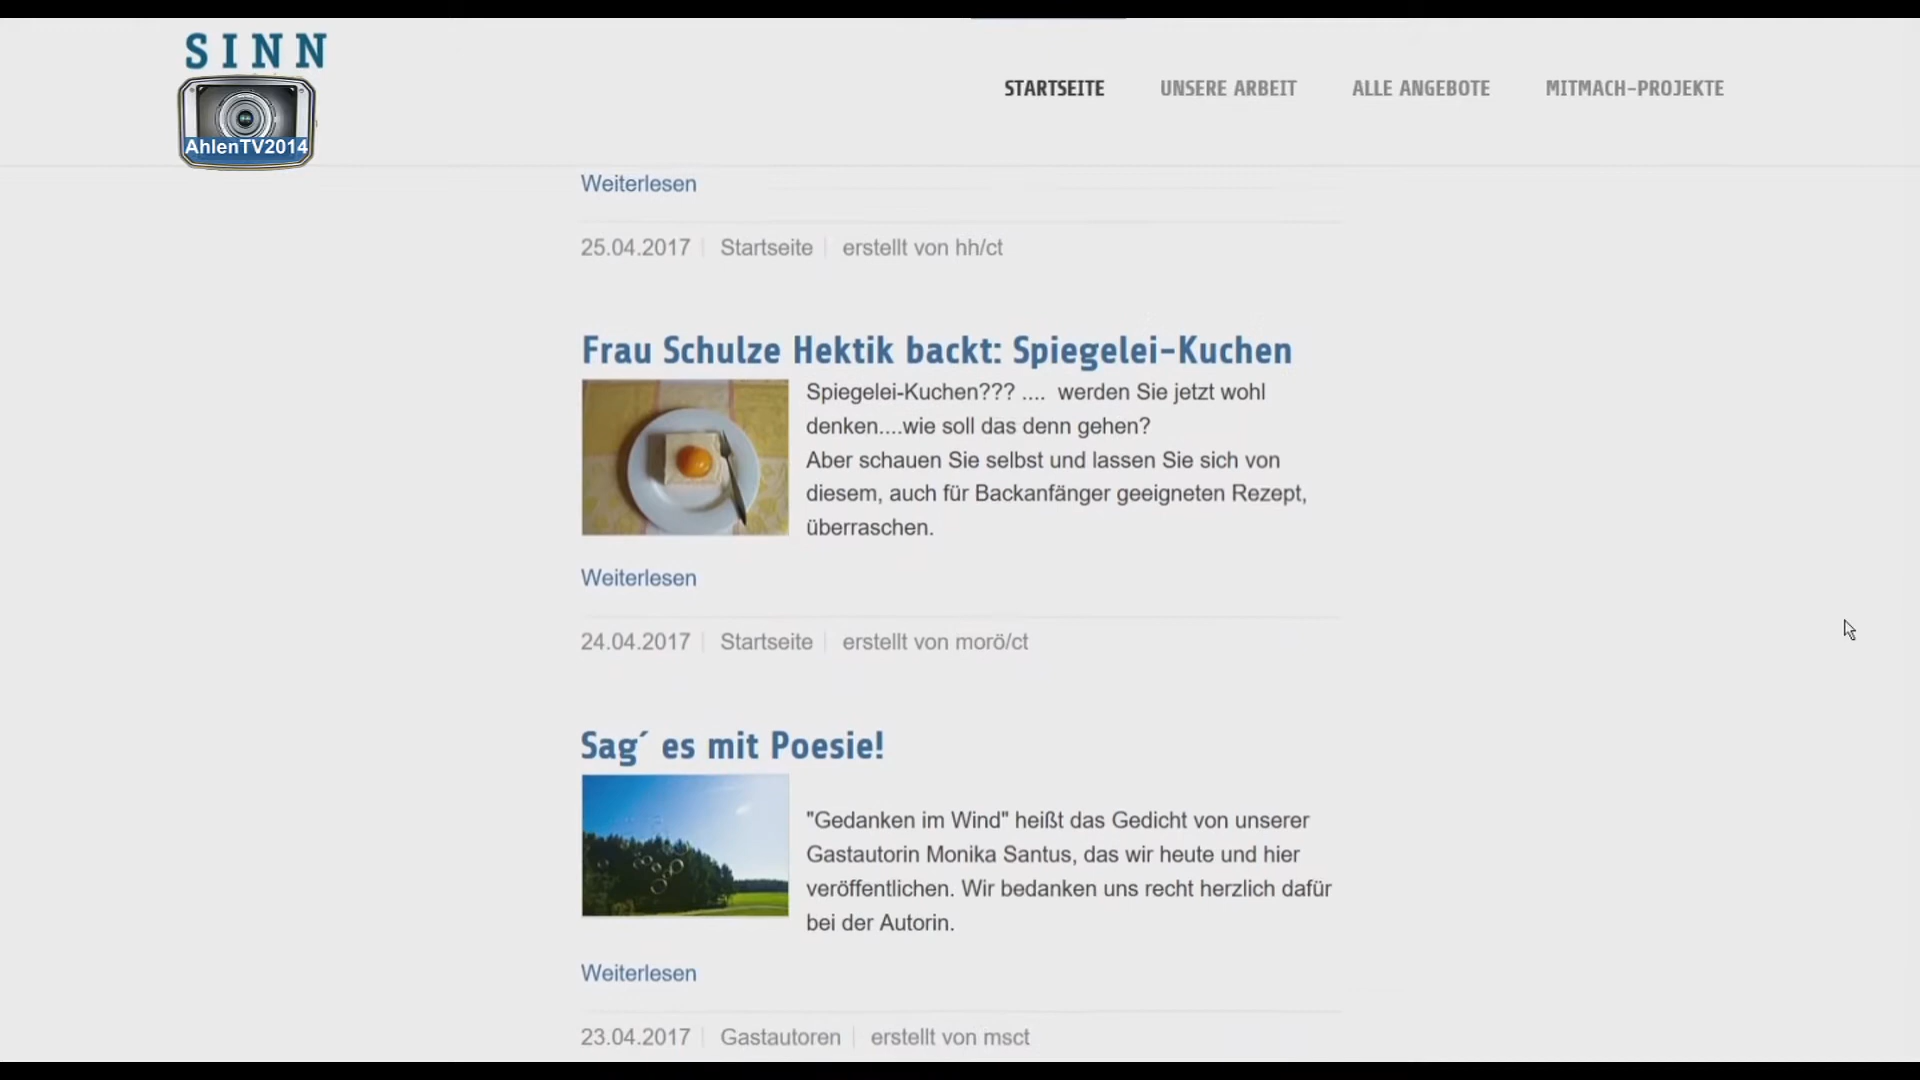 SINN
AhlenTV2014
STARTSEITE
UNSERE ARBEIT
ALLE ANGEBOTE
MITMACH-PROJEKTE
Weiterlesen
25.04.2017 Startseite erstellt von hh/ct
Frau Schulze Hektik backt: Spiegelei-Kuchen
Spiegelei-Kuchen??? .... werden Sie jetzt wohl
denken....wie soll das denn gehen?
Aber schauen Sie selbst und lassen Sie sich von
diesem, auch für Backanfänger geeigneten Rezept,
überraschen.
Weiterlesen
24.04.2017 Startseite erstellt von morö/ct
Sag´ es mit Poesie!
"Gedanken im Wind" heißt das Gedicht von unserer
Gastautorin Monika Santus, das wir heute und hier
veröffentlichen. Wir bedanken uns recht herzlich dafür
bei der Autorin.
Weiterlesen
23.04.2017 Gastautoren erstellt von msct